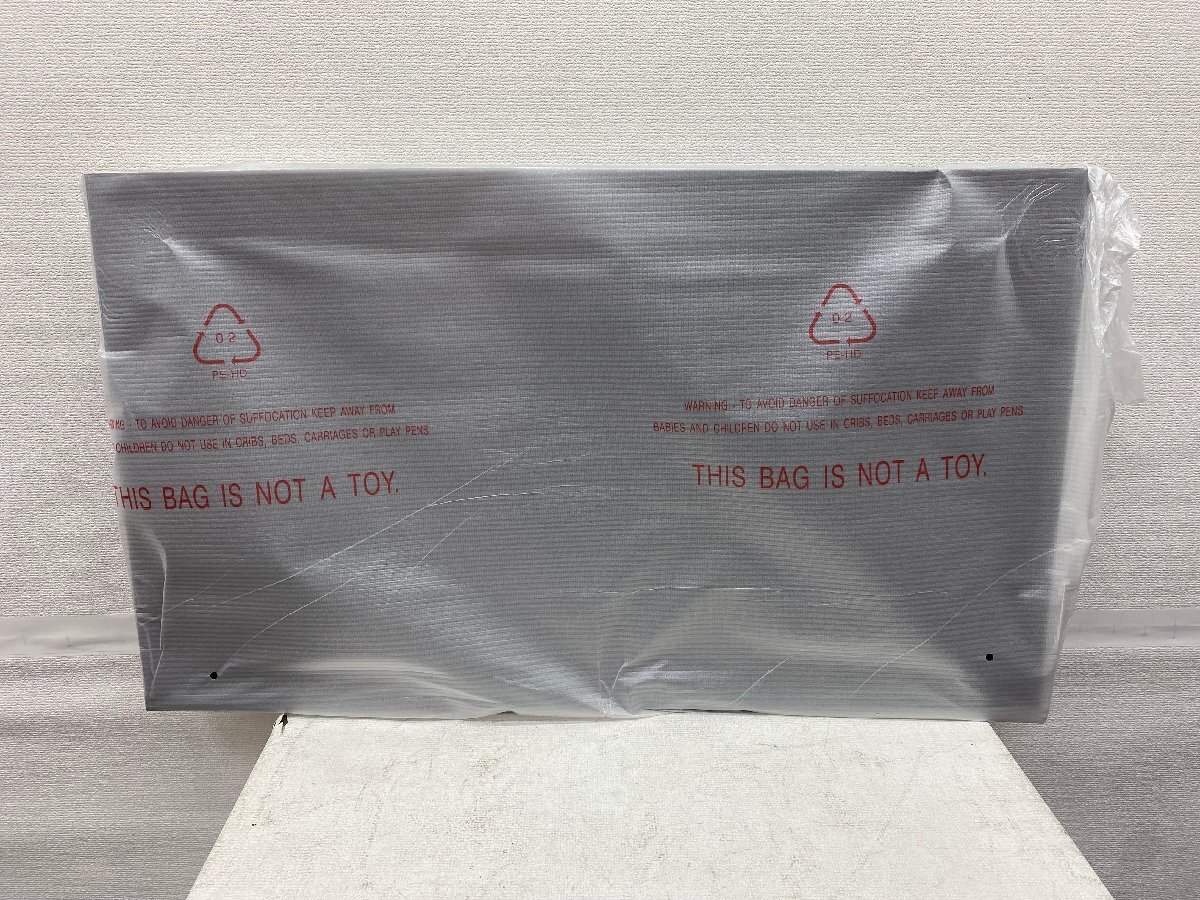 02
PE-HD
TO AVOID DANGER OF SUFFOCATION KEEP AWAY FROM
CHILDREN DO NOT USE IN CRIBS, BEDS, CARRIAGES OR PLAY PENS
THIS BAG IS NOT A TOY.
02
PE-HD
WARNING - TO AVOID DANGER OF SUFFOCATION KEEP AWAY FROM
BABIES AND CHILDREN DO NOT USE IN CRIBS, BEDS, CARRIAGES OR PLAY PENS
THIS BAG IS NOT A TOY.